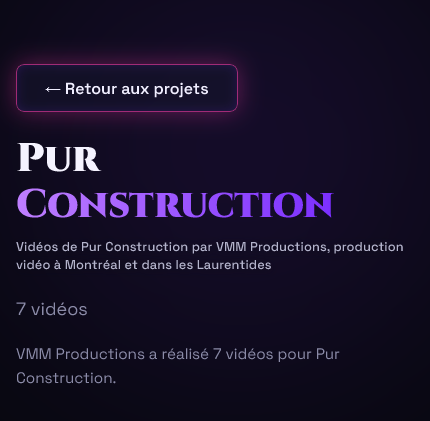 ← Retour aux projets
Pur
Construction
Vidéos de Pur Construction par VMM Productions, production
vidéo à Montréal et dans les Laurentides
7 vidéos
VMM Productions a réalisé 7 vidéos pour Pur
Construction.